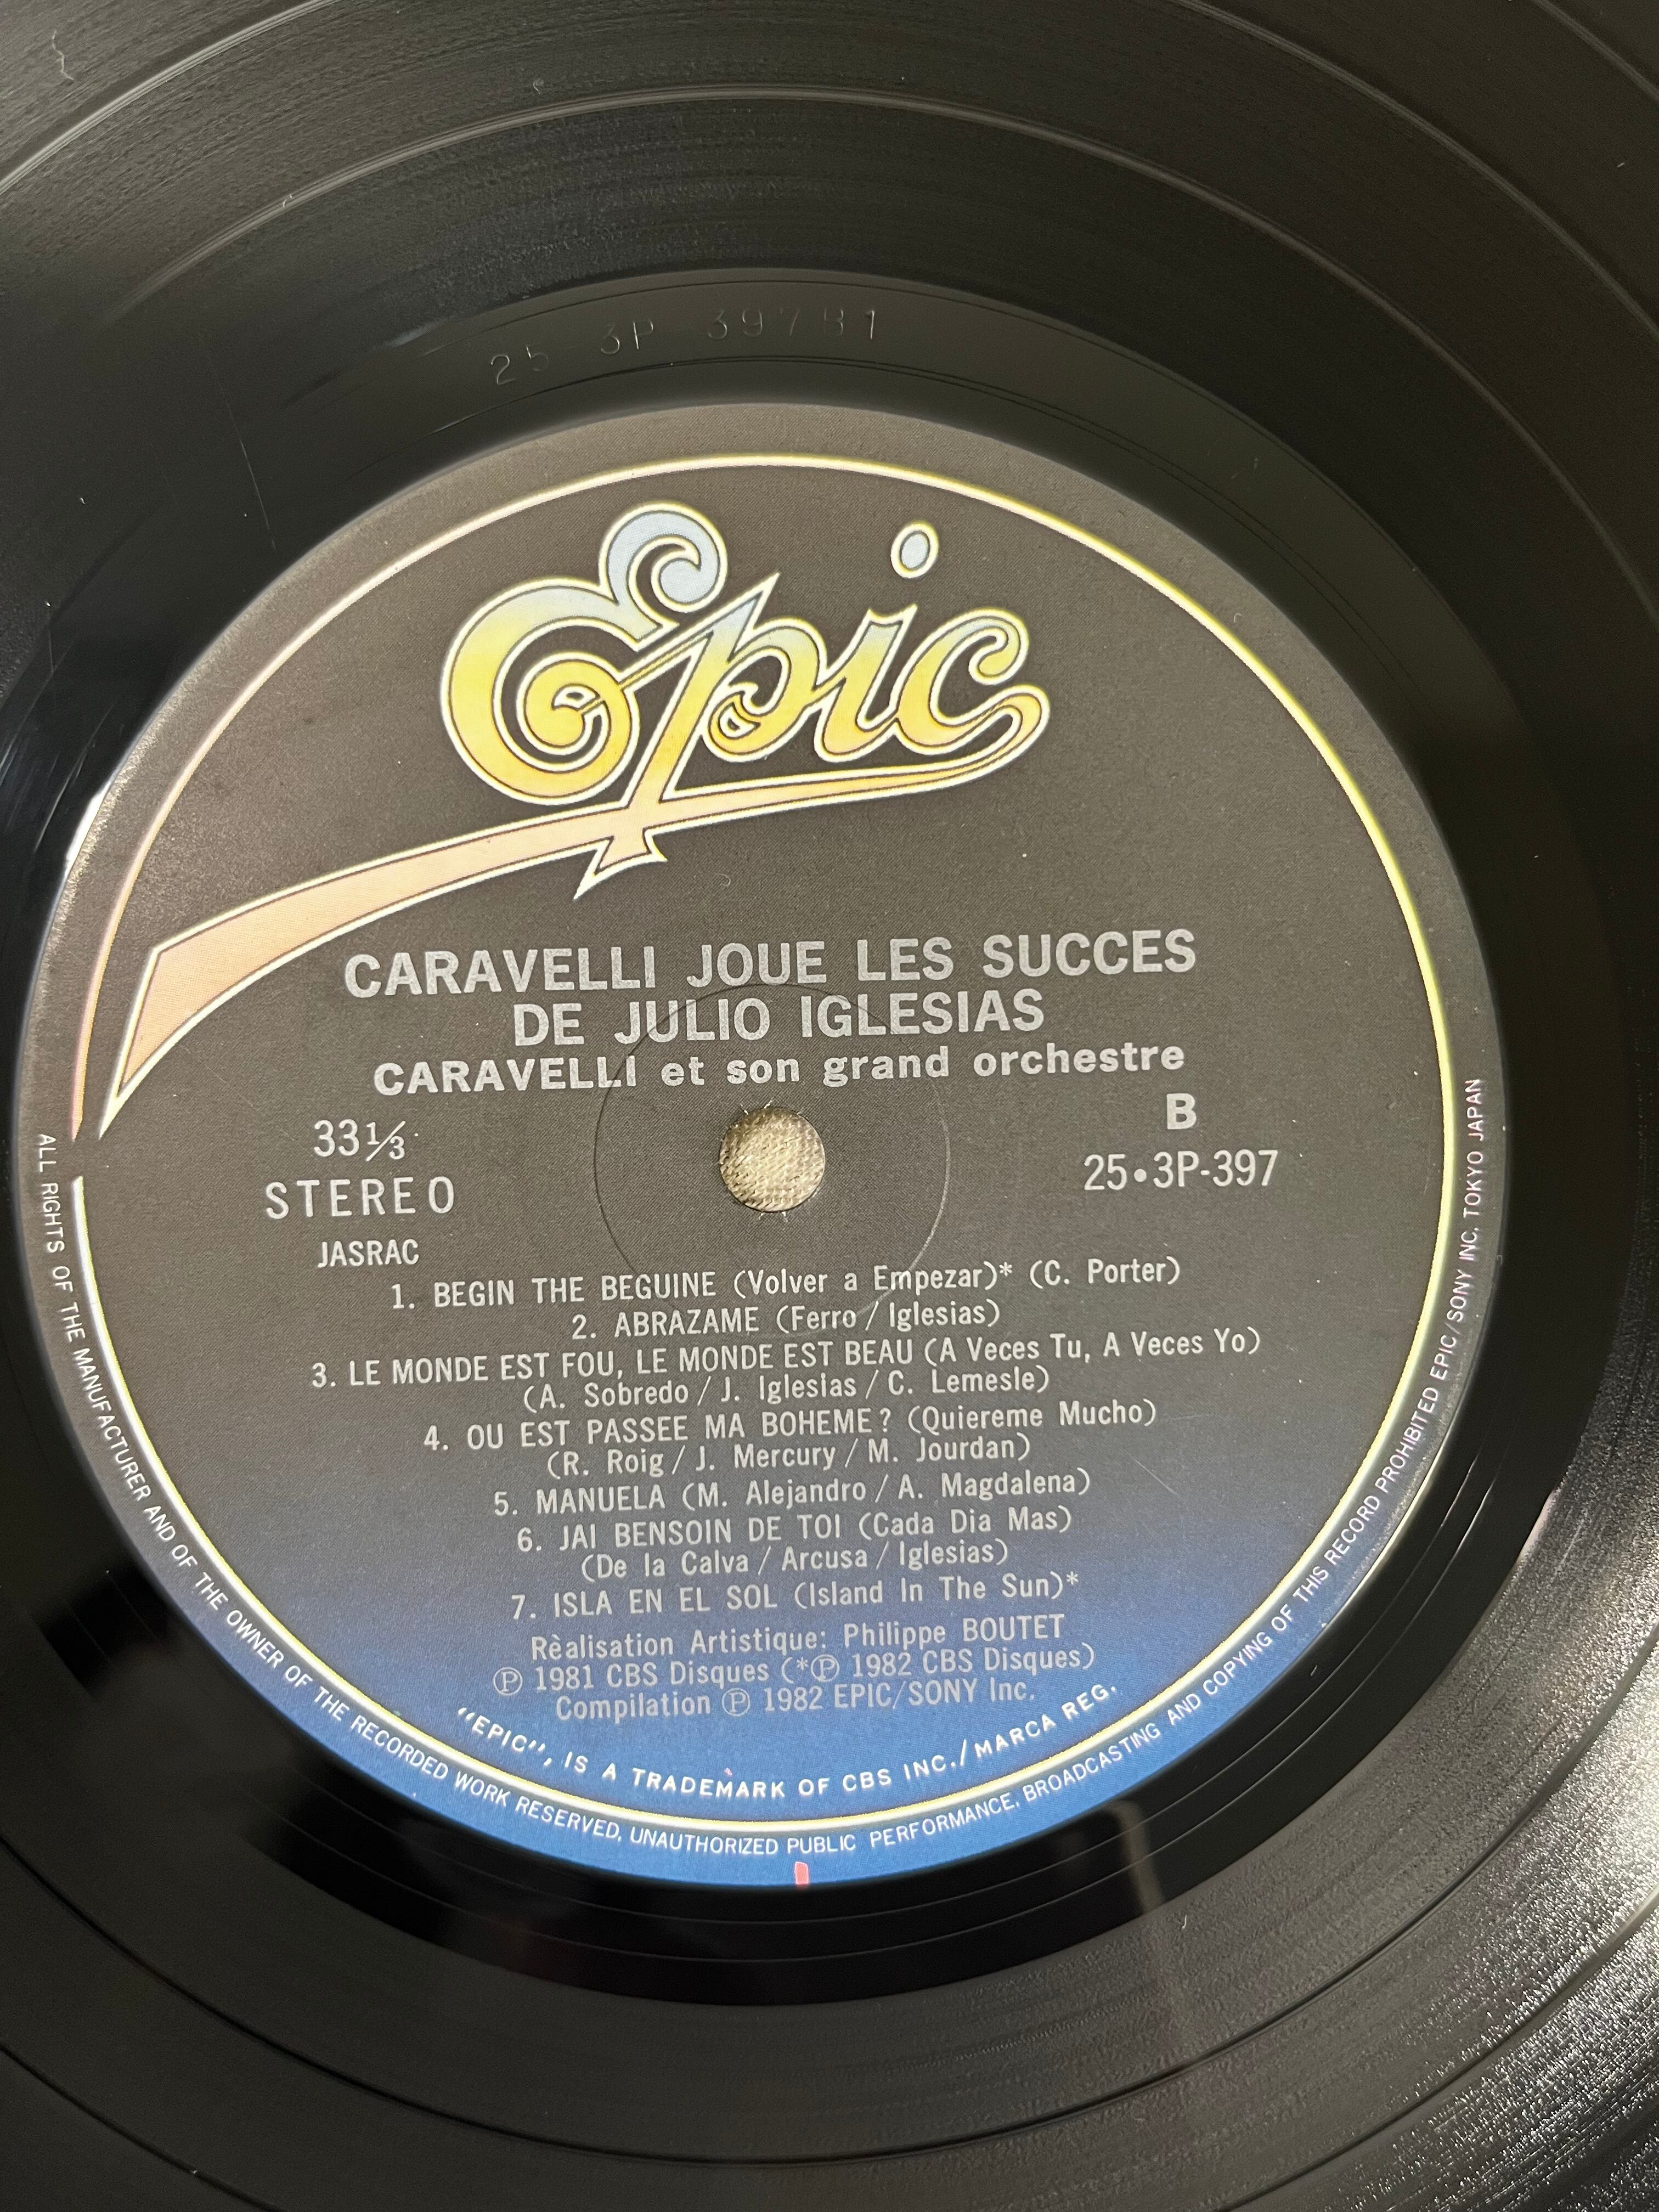 25 3P 397B1
Epic
CARAVELLI JOUE LES SUCCES
DE JULIO IGLESIAS
CARAVELLI et son grand orchestre
33⅓
B
STEREO
25•3P-397
JASRAC
1. BEGIN THE BEGUINE (Volver a Empezar)* (C. Porter)
2. ABRAZAME (Ferro / Iglesias)
3. LE MONDE EST FOU, LE MONDE EST BEAU (A Veces Tu, A Veces Yo)
(A. Sobredo / J. Iglesias / C. Lemesle)
4. OU EST PASSEE MA BOHEME? (Quiereme Mucho)
(R. Roig / J. Mercury / M. Jourdan)
5. MANUELA (M. Alejandro / A. Magdalena)
6. JAI BENSOIN DE TOI (Cada Dia Mas)
(De la Calva / Arcusa / Iglesias)
7. ISLA EN EL SOL (Island In The Sun)*
Rèalisation Artistique: Philippe BOUTET
Ⓟ 1981 CBS Disques (*Ⓟ 1982 CBS Disques)
Compilation Ⓟ 1982 EPIC/SONY Inc.
"EPIC", IS A TRADEMARK OF CBS INC./MARCA REG.
ALL RIGHTS OF THE MANUFACTURER AND OF THE OWNER OF THE RECORDED WORK RESERVED, UNAUTHORIZED PUBLIC PERFORMANCE, BROADCASTING AND COPYING OF THIS RECORD PROHIBITED EPIC/SONY INC. TOKYO JAPAN